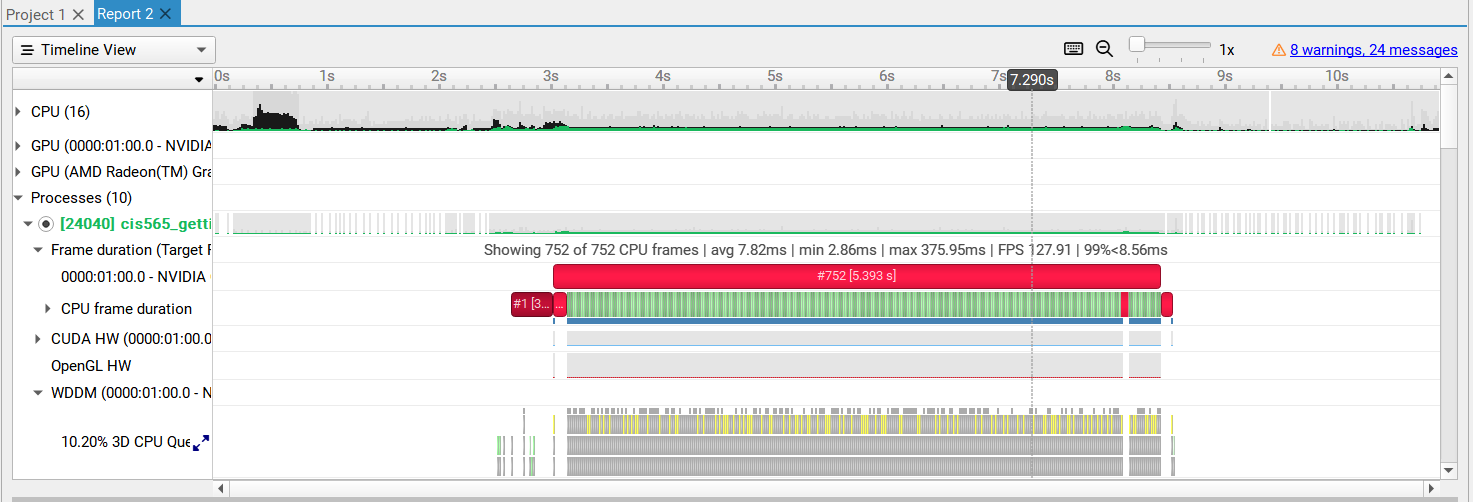 Project 1 Report 2
Timeline View 1x 8 warnings, 24 messages
0s 1s 2s 3s 4s 5s 6s 7s 7.290s 8s 9s 10s
CPU (16)
GPU (0000:01:00.0 - NVIDIA
GPU (AMD Radeon(TM) Gra
Processes (10)
[24040] cis565_getti
Frame duration (Target F Showing 752 of 752 CPU frames | avg 7.82ms | min 2.86ms | max 375.95ms | FPS 127.91 | 99%<8.56ms
0000:01:00.0 - NVIDIA #752 [5.393 s]
CPU frame duration #1 [3... ...
CUDA HW (0000:01:00.0
OpenGL HW
WDDM (0000:01:00.0 - N
10.20% 3D CPU Que